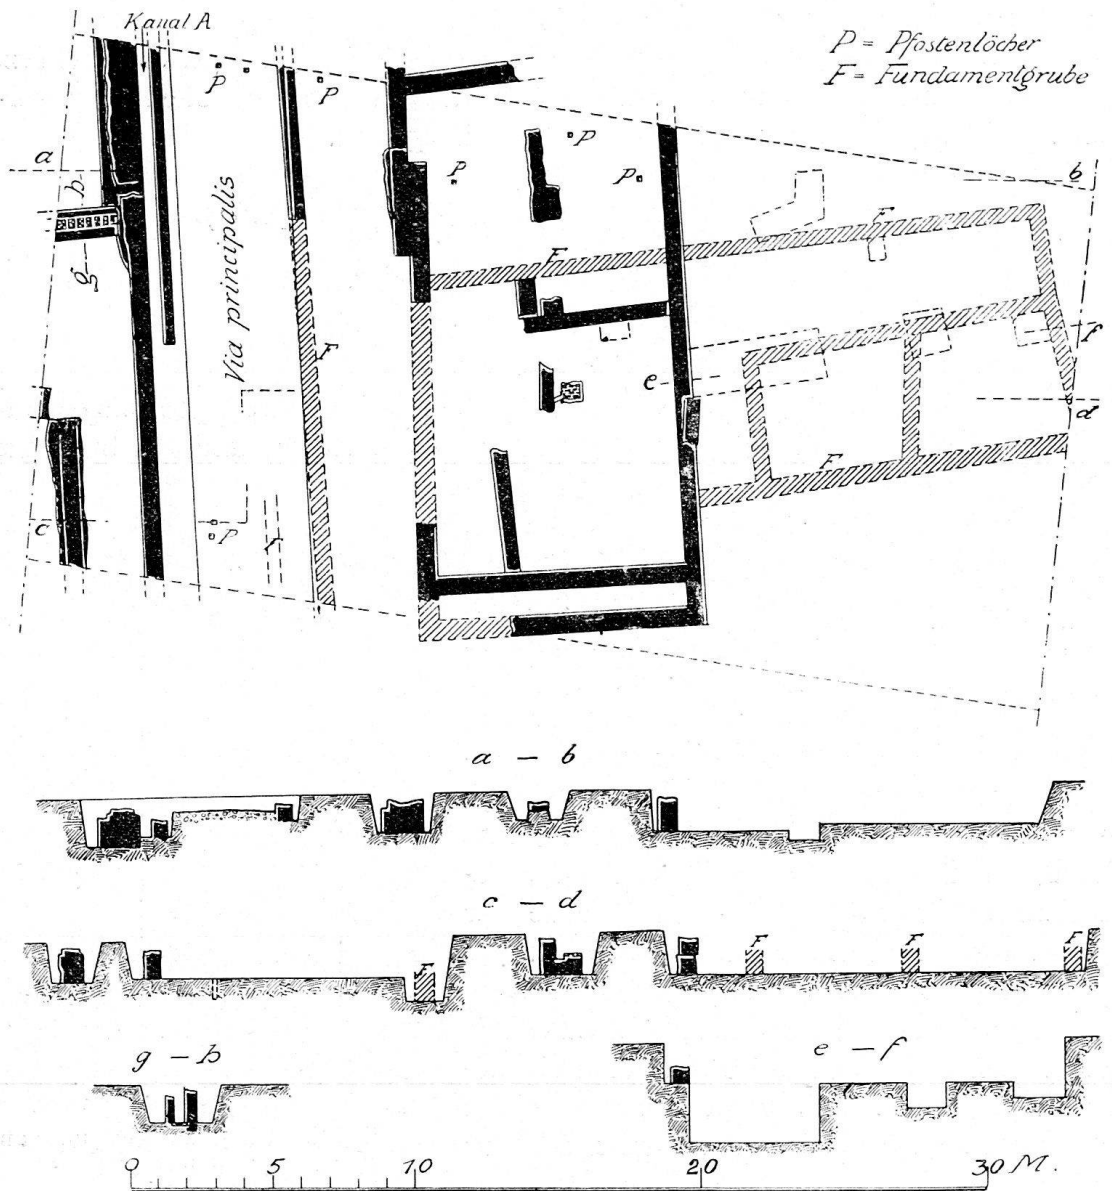 Kanal A
P = Pfostenlöcher
F = Fundamentgrube
P
P
P
P
P
a
b
h
g
Via principalis
F
F
F
e
f
d
F
c
P
a — b
c — d
F
F
F
F
g — h
e — f
0
5
10
20
30 M.